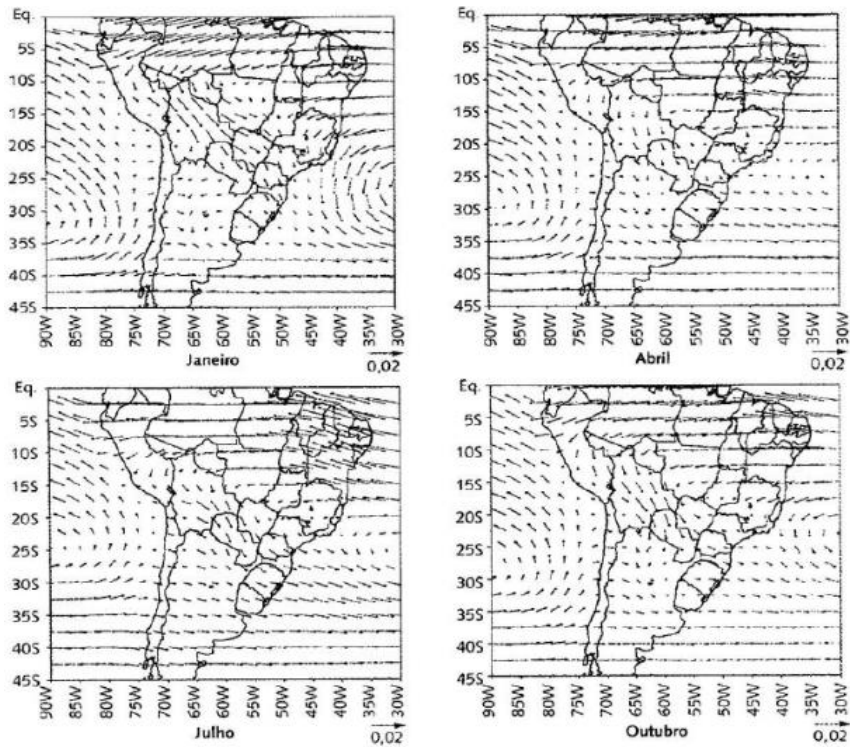 Eq.
5S
10S
15S
20S
25S
30S
35S
40S
45S
90W
85W
80W
75W
70W
65W
60W
55W
50W
45W
40W
35W
30W
Janeiro
0,02
Eq.
5S
10S
15S
20S
25S
30S
35S
40S
45S
90W
85W
80W
75W
70W
65W
60W
55W
50W
45W
40W
35W
30W
Abril
0,02
Eq.
5S
10S
15S
20S
25S
30S
35S
40S
45S
90W
85W
80W
75W
70W
65W
60W
55W
50W
45W
40W
35W
30W
Julho
0,02
Eq.
5S
10S
15S
20S
25S
30S
35S
40S
45S
90W
85W
80W
75W
70W
65W
60W
55W
50W
45W
40W
35W
30W
Outubro
0,02